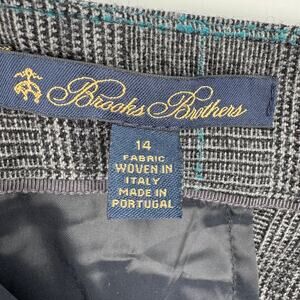 Brooks Brothers
14
FABRIC
WOVEN IN
ITALY
MADE IN
PORTUGAL